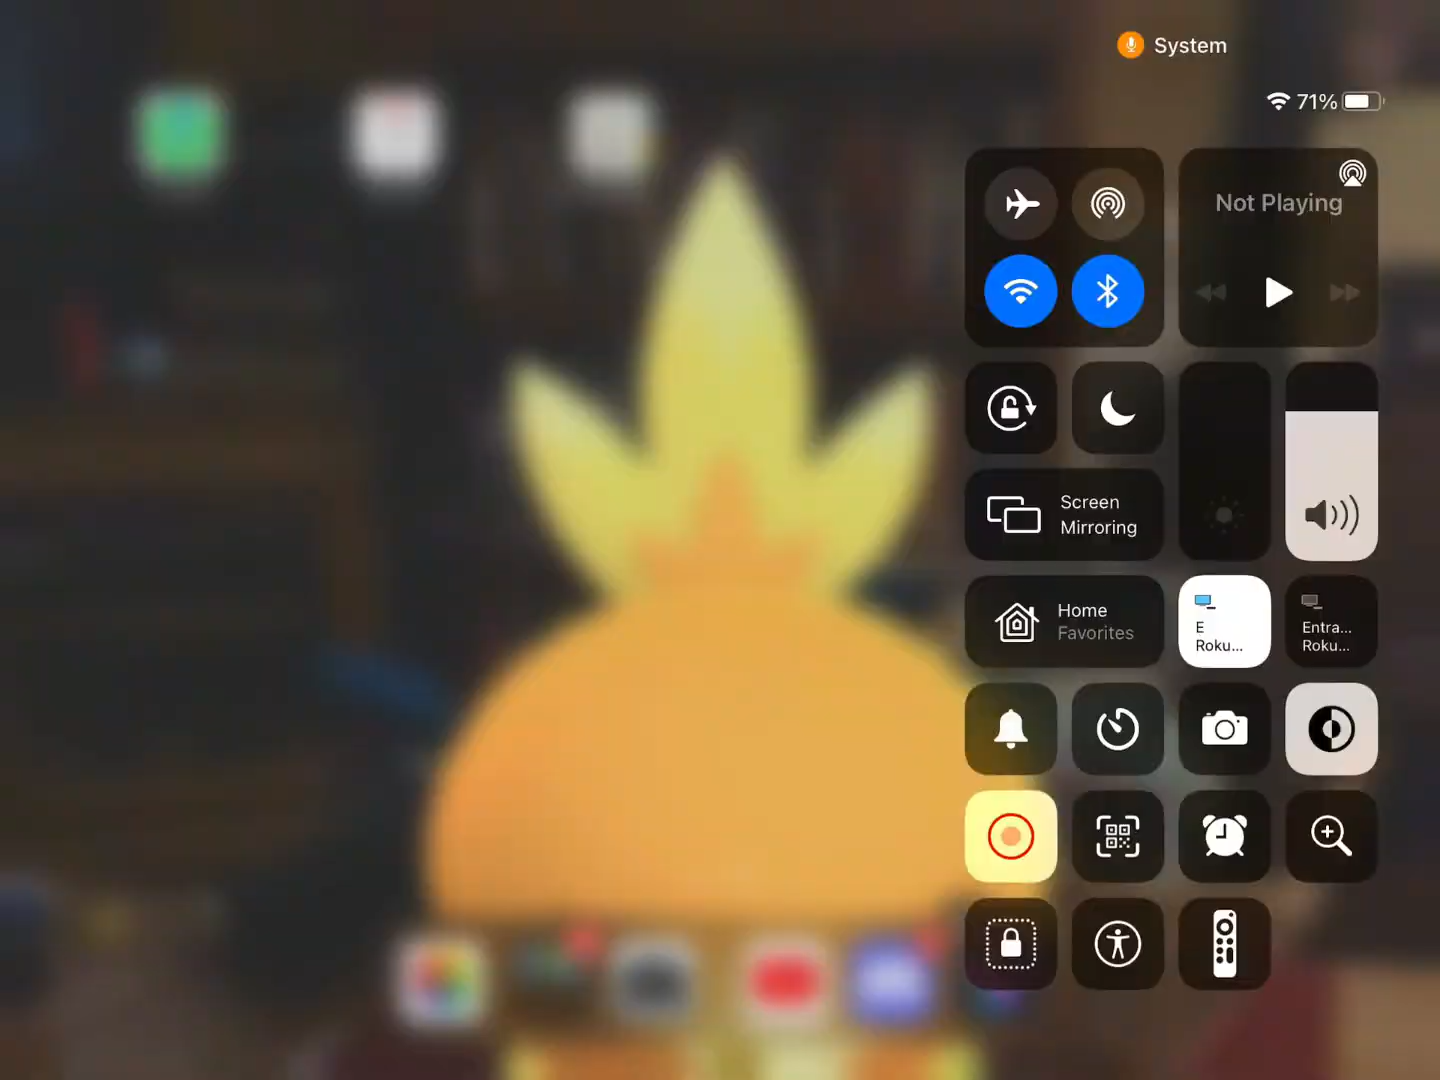 System
71%
Not Playing
Screen
Mirroring
Home
Favorites
E
Roku...
Entra...
Roku...